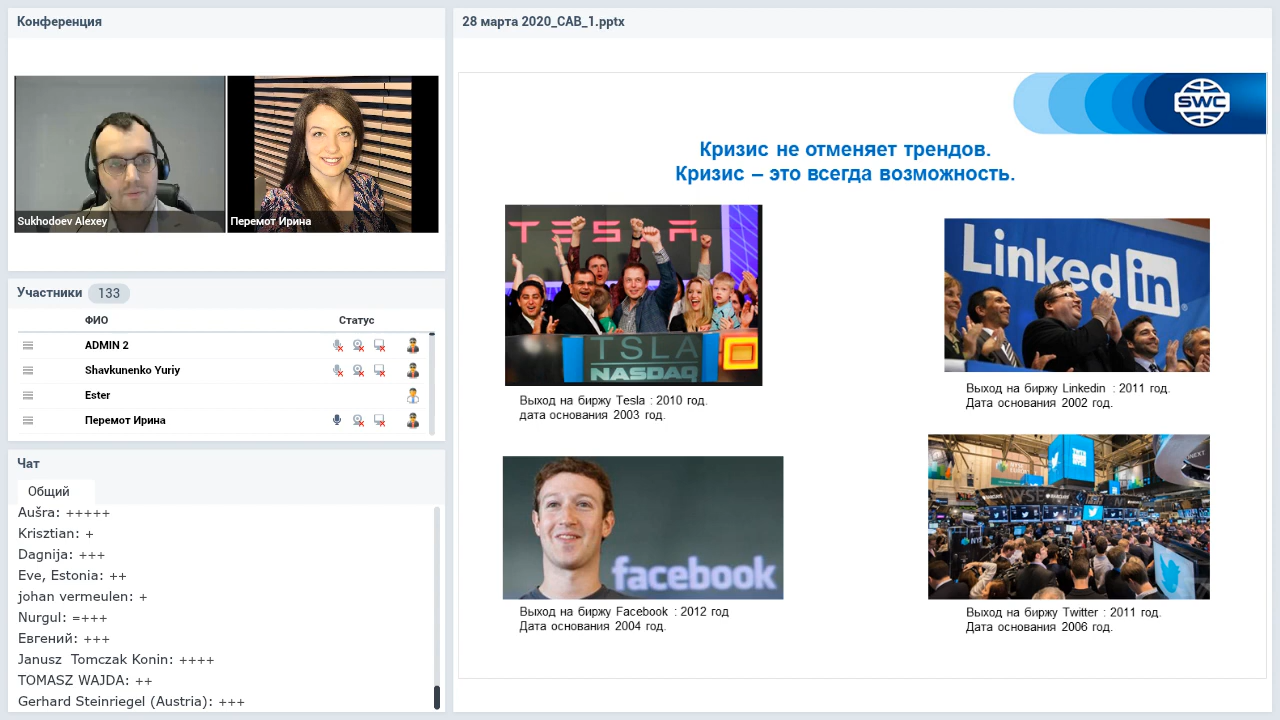 Конференция
Sukhodoev Alexey
Перемот Ирина
Участники 133
ФИО Статус
ADMIN 2
Shavkunenko Yuriy
Ester
Перемот Ирина
Чат
Общий
Aušra: +++++
Krisztian: +
Dagnija: +++
Eve, Estonia: ++
johan vermeulen: +
Nurgul: =+++
Евгений: +++
Janusz Tomczak Konin: ++++
TOMASZ WAJDA: ++
Gerhard Steinriegel (Austria): +++
28 марта 2020_CAB_1.pptx
SWC
Кризис не отменяет трендов.
Кризис – это всегда возможность.
TESLA
TSLA
NASDAQ
Выход на биржу Tesla : 2010 год.
дата основания 2003 год.
Linkedin
Выход на биржу Linkedin : 2011 год.
Дата основания 2002 год.
facebook
Выход на биржу Facebook : 2012 год
Дата основания 2004 год.
NYSE
Выход на биржу Twitter : 2011 год.
Дата основания 2006 год.